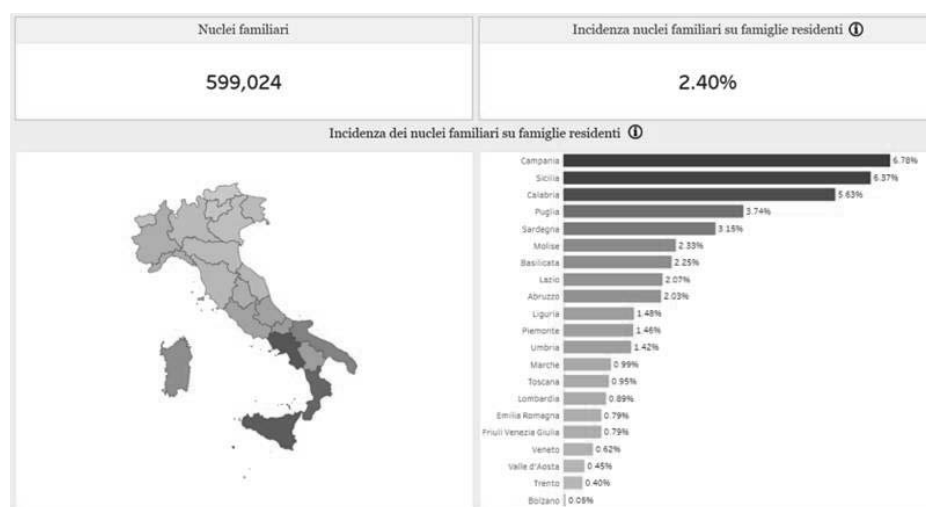 Nuclei familiari
599,024
Incidenza nuclei familiari su famiglie residenti
2.40%
Incidenza dei nuclei familiari su famiglie residenti
Campania 6.78%
Sicilia 6.37%
Calabria 5.63%
Puglia 3.74%
Sardegna 3.15%
Molise 2.33%
Basilicata 2.25%
Lazio 2.07%
Abruzzo 2.03%
Liguria 1.48%
Piemonte 1.46%
Umbria 1.42%
Marche 0.99%
Toscana 0.95%
Lombardia 0.89%
Emilia Romagna 0.79%
Friuli Venezia Giulia 0.79%
Veneto 0.62%
Valle d'Aosta 0.45%
Trento 0.40%
Bolzano 0.05%